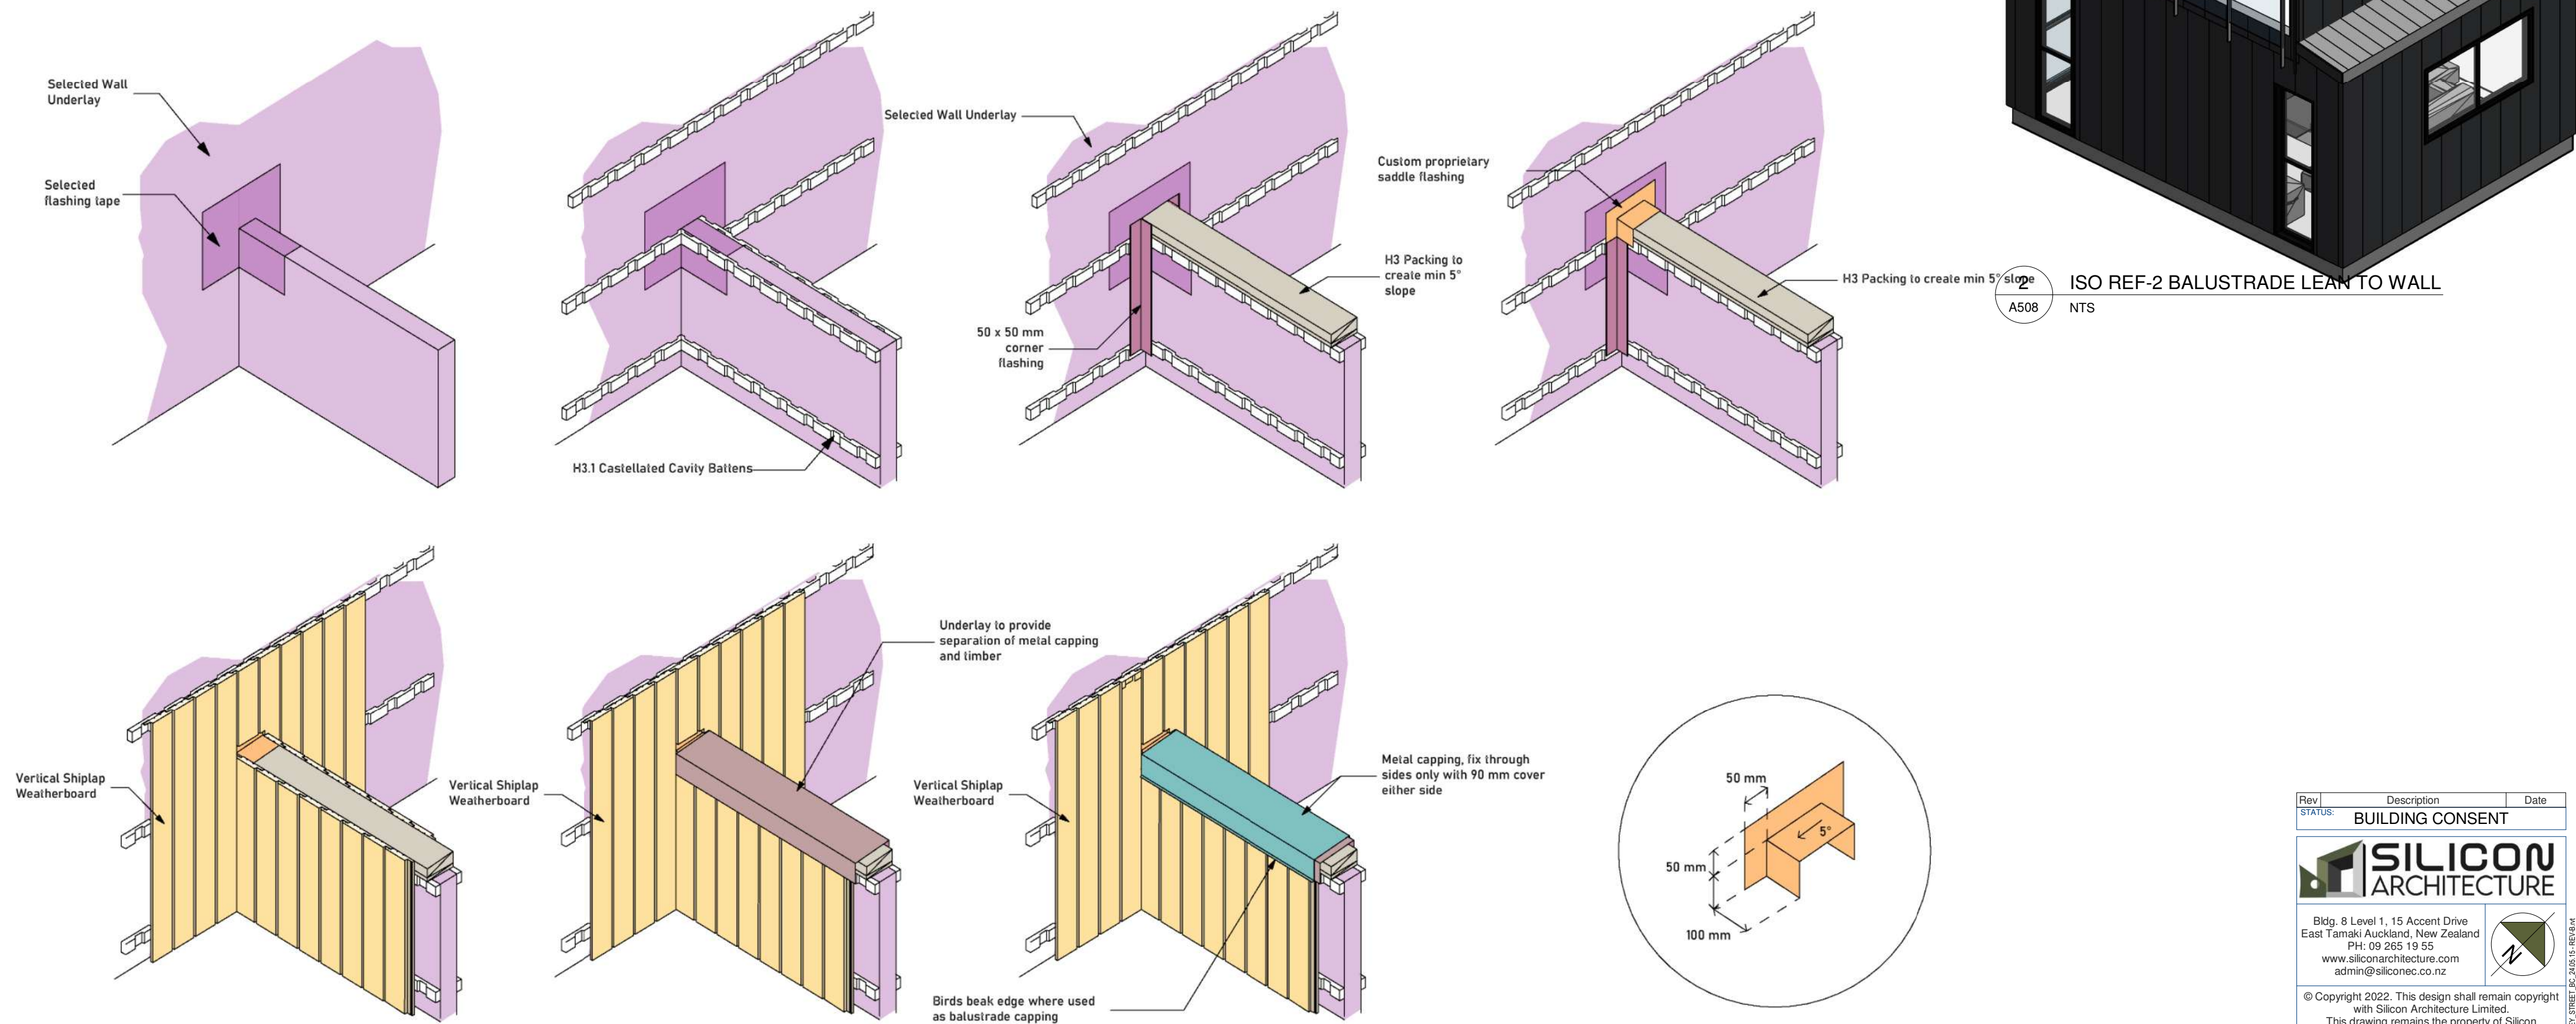 Selected Wall
Underlay
Selected
flashing tape
H3.1 Castellated Cavity Battens
Selected Wall Underlay
50 x 50 mm
corner
flashing
H3 Packing to
create min 5°
slope
Custom proprietary
saddle flashing
H3 Packing to create min 5° slope
2
A508
ISO REF-2 BALUSTRADE LEAN TO WALL
NTS
Vertical Shiplap
Weatherboard
Vertical Shiplap
Weatherboard
Underlay to provide
separation of metal capping
and timber
Vertical Shiplap
Weatherboard
Metal capping, fix through
sides only with 90 mm cover
either side
Birds beak edge where used
as balustrade capping
50 mm
5°
50 mm
100 mm
Rev Description Date
STATUS:
BUILDING CONSENT
SILICON
ARCHITECTURE
Bldg. 8 Level 1, 15 Accent Drive
East Tamaki Auckland, New Zealand
PH: 09 265 19 55
www.siliconarchitecture.com
admin@siliconec.co.nz
N
© Copyright 2022. This design shall remain copyright
with Silicon Architecture Limited.
This drawing remains the property of Silicon